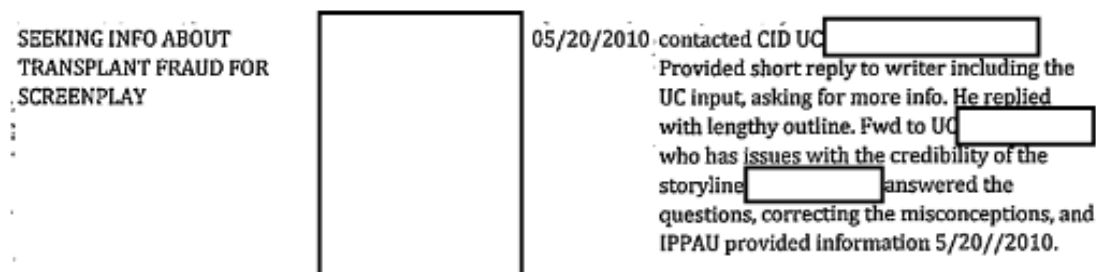 SEEKING INFO ABOUT
TRANSPLANT FRAUD FOR
SCREENPLAY
05/20/2010
contacted CID UC
Provided short reply to writer including the
UC input, asking for more info. He replied
with lengthy outline. Fwd to UC
who has issues with the credibility of the
storyline answered the
questions, correcting the misconceptions, and
IPPAU provided information 5/20//2010.